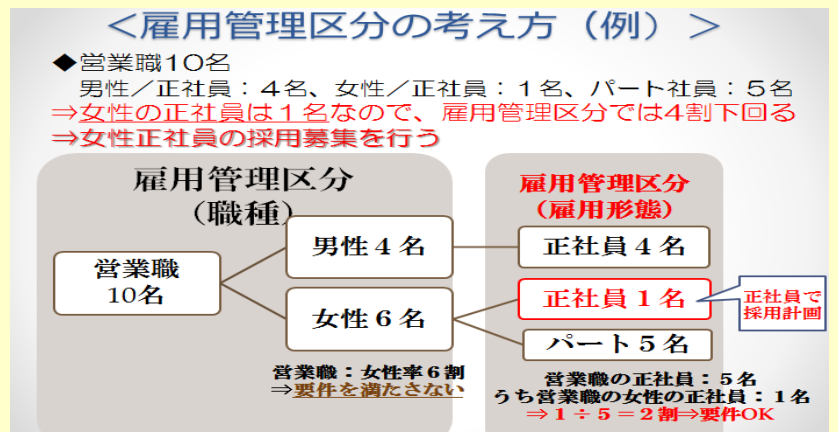 ＜雇用管理区分の考え方（例）＞
◆営業職１０名
男性／正社員：４名、女性／正社員：１名、パート社員：５名
⇒女性の正社員は１名なので、雇用管理区分では4割下回る
⇒女性正社員の採用募集を行う
雇用管理区分
（職種）
雇用管理区分
（雇用形態）
営業職
10名
男性４名
女性６名
正社員４名
正社員１名
パート５名
正社員で
採用計画
営業職：女性率６割
⇒要件を満たさない
営業職の正社員：５名
うち営業職の女性の正社員：１名
⇒１÷５＝２割⇒要件OK